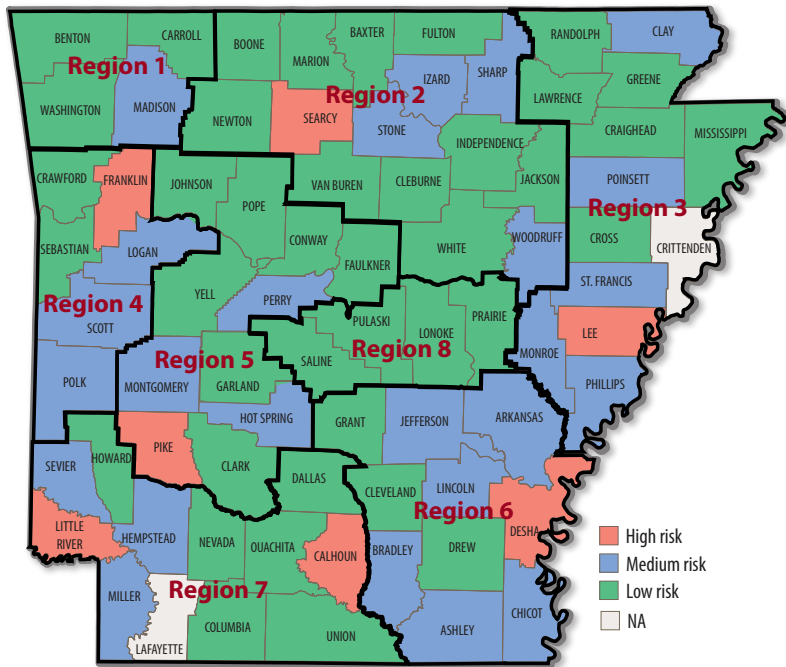 BENTON
CARROLL
BOONE
MARION
BAXTER
FULTON
RANDOLPH
CLAY
Region 1
IZARD
SHARP
GREENE
Region 2
WASHINGTON
MADISON
NEWTON
SEARCY
STONE
LAWRENCE
INDEPENDENCE
CRAIGHEAD
MISSISSIPPI
CRAWFORD
FRANKLIN
JOHNSON
POPE
VAN BUREN
CLEBURNE
JACKSON
POINSETT
Region 3
SEBASTIAN
LOGAN
CONWAY
FAULKNER
WHITE
WOODRUFF
CROSS
CRITTENDEN
YELL
PERRY
ST. FRANCIS
Region 4
SCOTT
PULASKI
LONOKE
PRAIRIE
LEE
MONROE
Region 5
SALINE
Region 8
POLK
MONTGOMERY
GARLAND
PHILLIPS
HOT SPRING
GRANT
JEFFERSON
ARKANSAS
PIKE
SEVIER
HOWARD
CLARK
DALLAS
CLEVELAND
LINCOLN
Region 6
DESHA
LITTLE
RIVER
HEMPSTEAD
NEVADA
OUACHITA
CALHOUN
BRADLEY
DREW
Region 7
MILLER
LAFAYETTE
COLUMBIA
UNION
ASHLEY
CHICOT
High risk
Medium risk
Low risk
NA